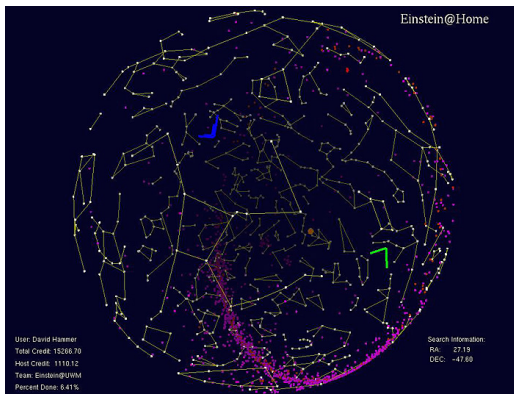 Einstein@Home
User: David Hammer
Total Credit: 15266.70
Host Credit: 1110.12
Team: Einstein@UWM
Percent Done: 6.41%
Search Information:
RA: 27.19
DEC: -47.60